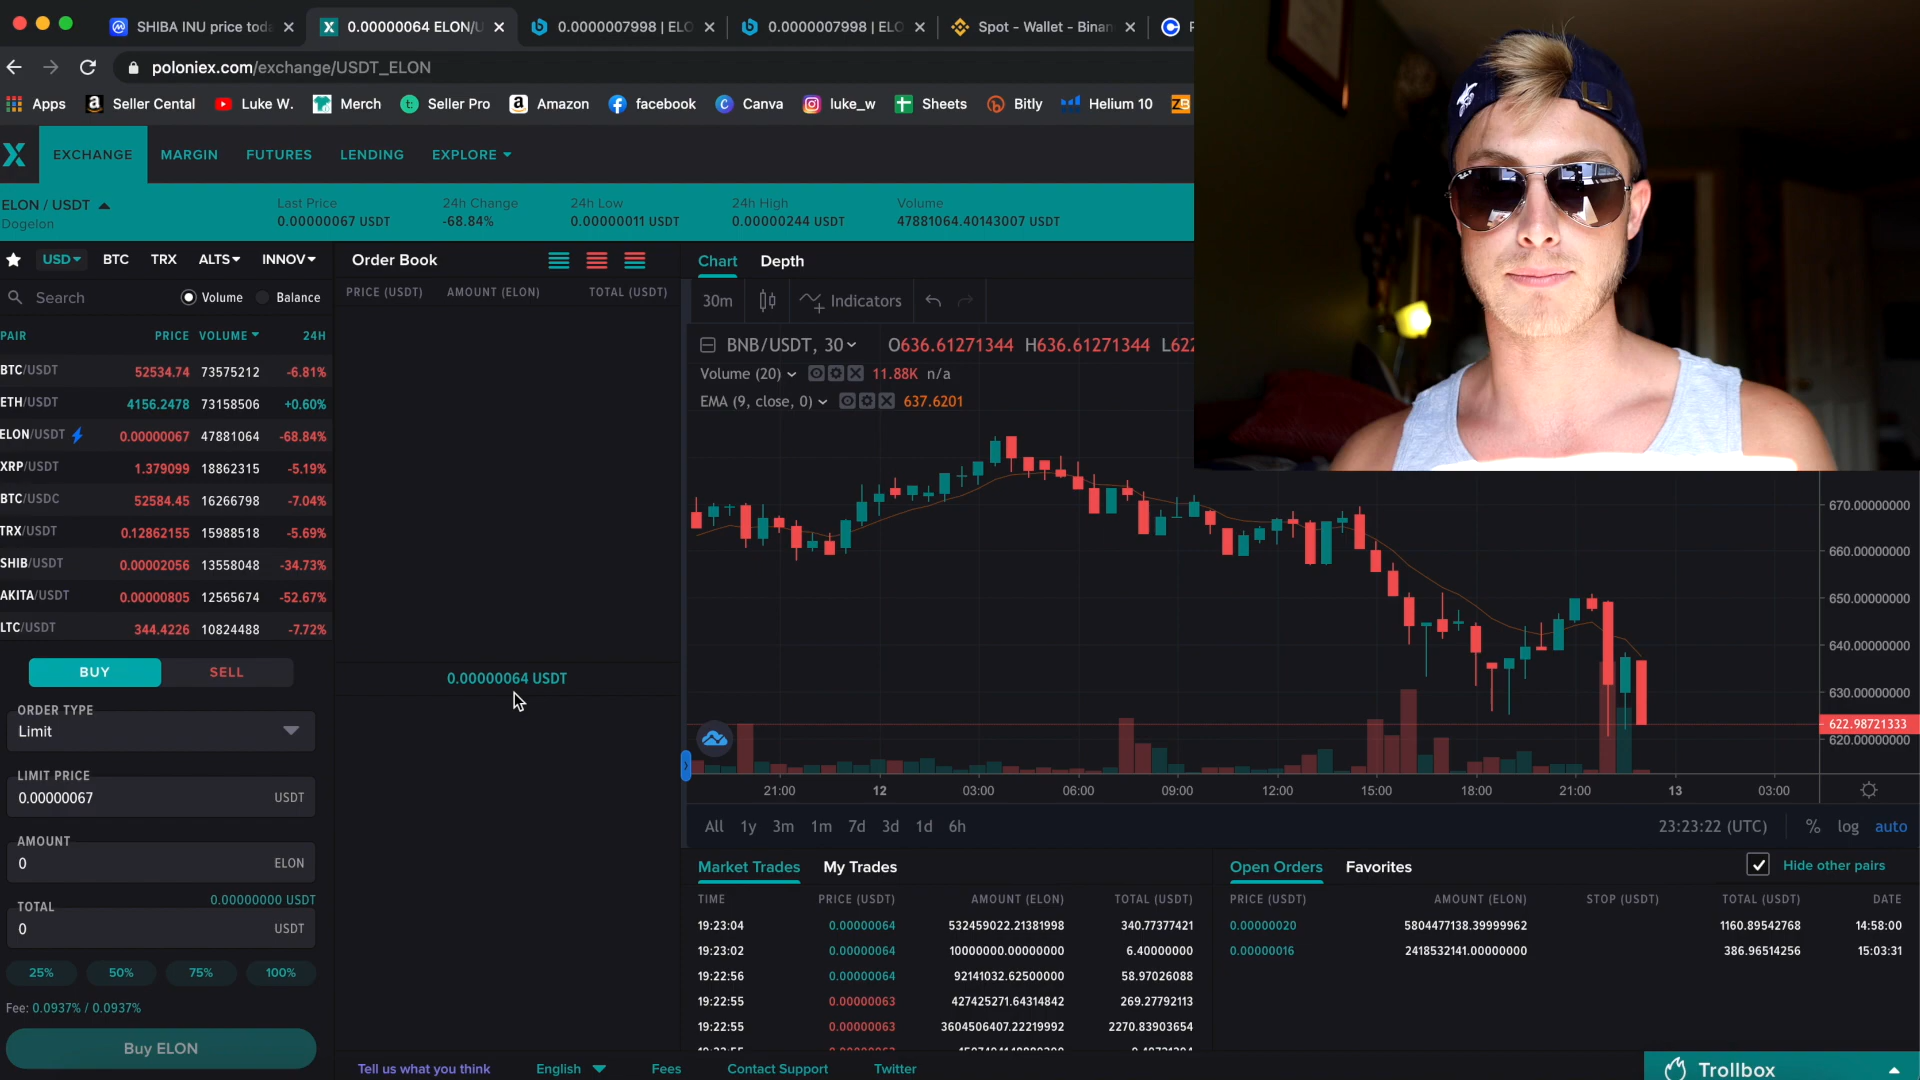 SHIBA INU price toda
0.00000064 ELON/U
0.0000007998 | ELO
0.0000007998 | ELO
Spot - Wallet - Binan
poloniex.com/exchange/USDT_ELON
Apps Seller Cental Luke W. Merch Seller Pro Amazon facebook Canva luke_w Sheets Bitly Helium 10
EXCHANGE MARGIN FUTURES LENDING EXPLORE
ELON / USDT
Dogelon
Last Price
0.00000067 USDT
24h Change
-68.84%
24h Low
0.00000011 USDT
24h High
0.00000244 USDT
Volume
47881064.40143007 USDT
USD BTC TRX ALTS INNOV
Search Volume Balance
PAIR PRICE VOLUME 24H
BTC/USDT 52534.74 73575212 -6.81%
ETH/USDT 4156.2478 73158506 +0.60%
ELON/USDT 0.00000067 47881064 -68.84%
XRP/USDT 1.379099 18862315 -5.19%
BTC/USDC 52584.45 16266798 -7.04%
TRX/USDT 0.12862155 15988518 -5.69%
SHIB/USDT 0.00002056 13558048 -34.73%
AKITA/USDT 0.00000805 12565674 -52.67%
LTC/USDT 344.4226 10824488 -7.72%
BUY SELL
ORDER TYPE
Limit
LIMIT PRICE
0.00000067 USDT
AMOUNT
0 ELON
0.00000000 USDT
TOTAL
0 USDT
25% 50% 75% 100%
Fee: 0.0937% / 0.0937%
Buy ELON
Order Book
PRICE (USDT) AMOUNT (ELON) TOTAL (USDT)
0.00000064 USDT
Chart Depth
30m Indicators
BNB/USDT, 30 O636.61271344 H636.61271344 L622
Volume (20) 11.88K n/a
EMA (9, close, 0) 637.6201
670.00000000
660.00000000
650.00000000
640.00000000
630.00000000
622.98721333
620.00000000
21:00 12 03:00 06:00 09:00 12:00 15:00 18:00 21:00 13 03:00
All 1y 3m 1m 7d 3d 1d 6h 23:23:22 (UTC) % log auto
Market Trades My Trades
TIME PRICE (USDT) AMOUNT (ELON) TOTAL (USDT)
19:23:04 0.00000064 532459022.21381998 340.77377421
19:23:02 0.00000064 10000000.00000000 6.40000000
19:22:56 0.00000064 92141032.62500000 58.97026088
19:22:55 0.00000063 427425271.64314842 269.27792113
19:22:55 0.00000063 3604506407.22219992 2270.83903654
Open Orders Favorites Hide other pairs
PRICE (USDT) AMOUNT (ELON) STOP (USDT) TOTAL (USDT) DATE
0.00000020 5804477138.39999962 1160.89542768 14:58:00
0.00000016 2418532141.00000000 386.96514256 15:03:31
Tell us what you think English Fees Contact Support Twitter
Trollbox